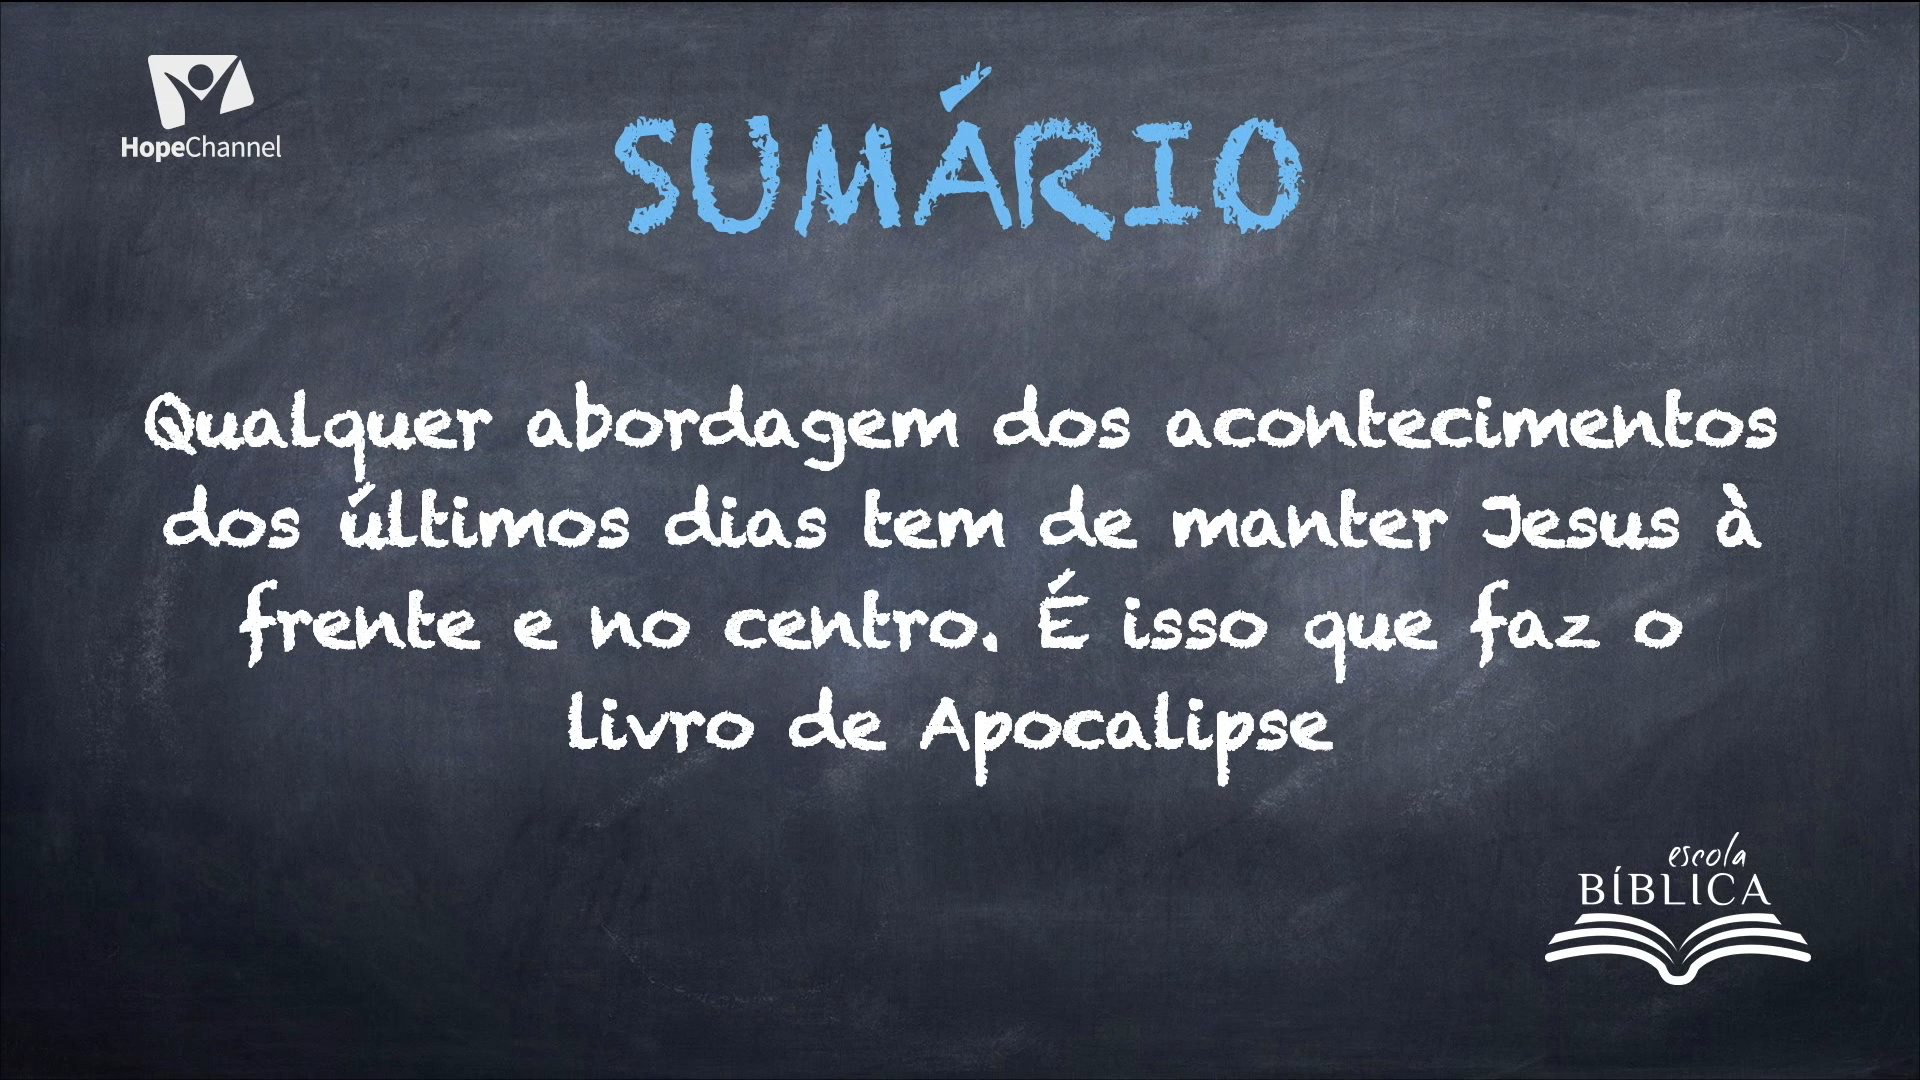 HopeChannel
SUMÁRIO
Qualquer abordagem dos acontecimentos
dos últimos dias tem de manter Jesus à
frente e no centro. É isso que faz o
livro de Apocalipse
escola
BÍBLICA